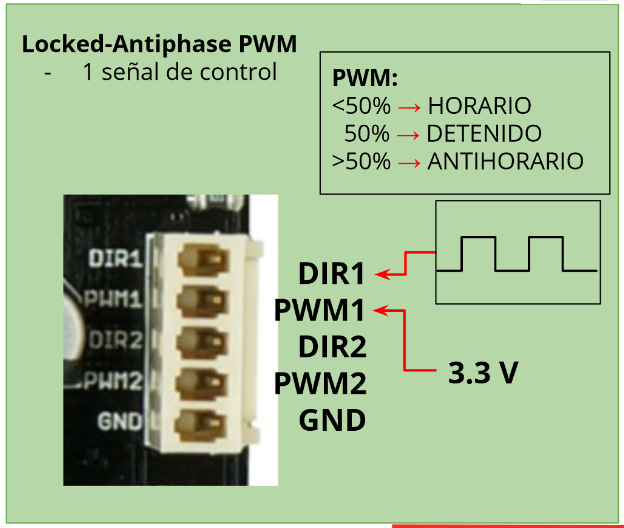 Locked-Antiphase PWM
- 1 señal de control
PWM:
<50% → HORARIO
50% → DETENIDO
>50% → ANTIHORARIO
DIR1
PWM1
DIR2
PWM2
GND
DIR1
PWM1
DIR2
PWM2
GND
3.3 V